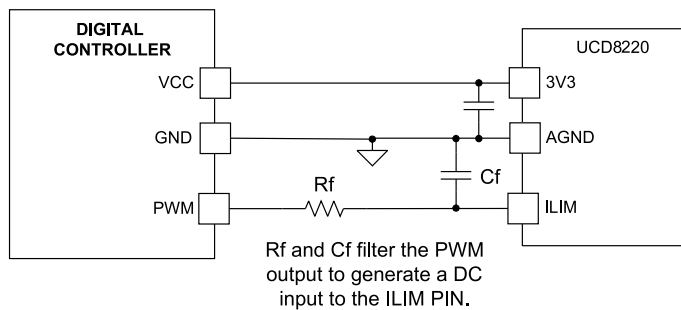 DIGITAL
CONTROLLER
UCD8220
VCC
3V3
GND
AGND
Rf
Cf
PWM
ILIM
Rf and Cf filter the PWM
output to generate a DC
input to the ILIM PIN.